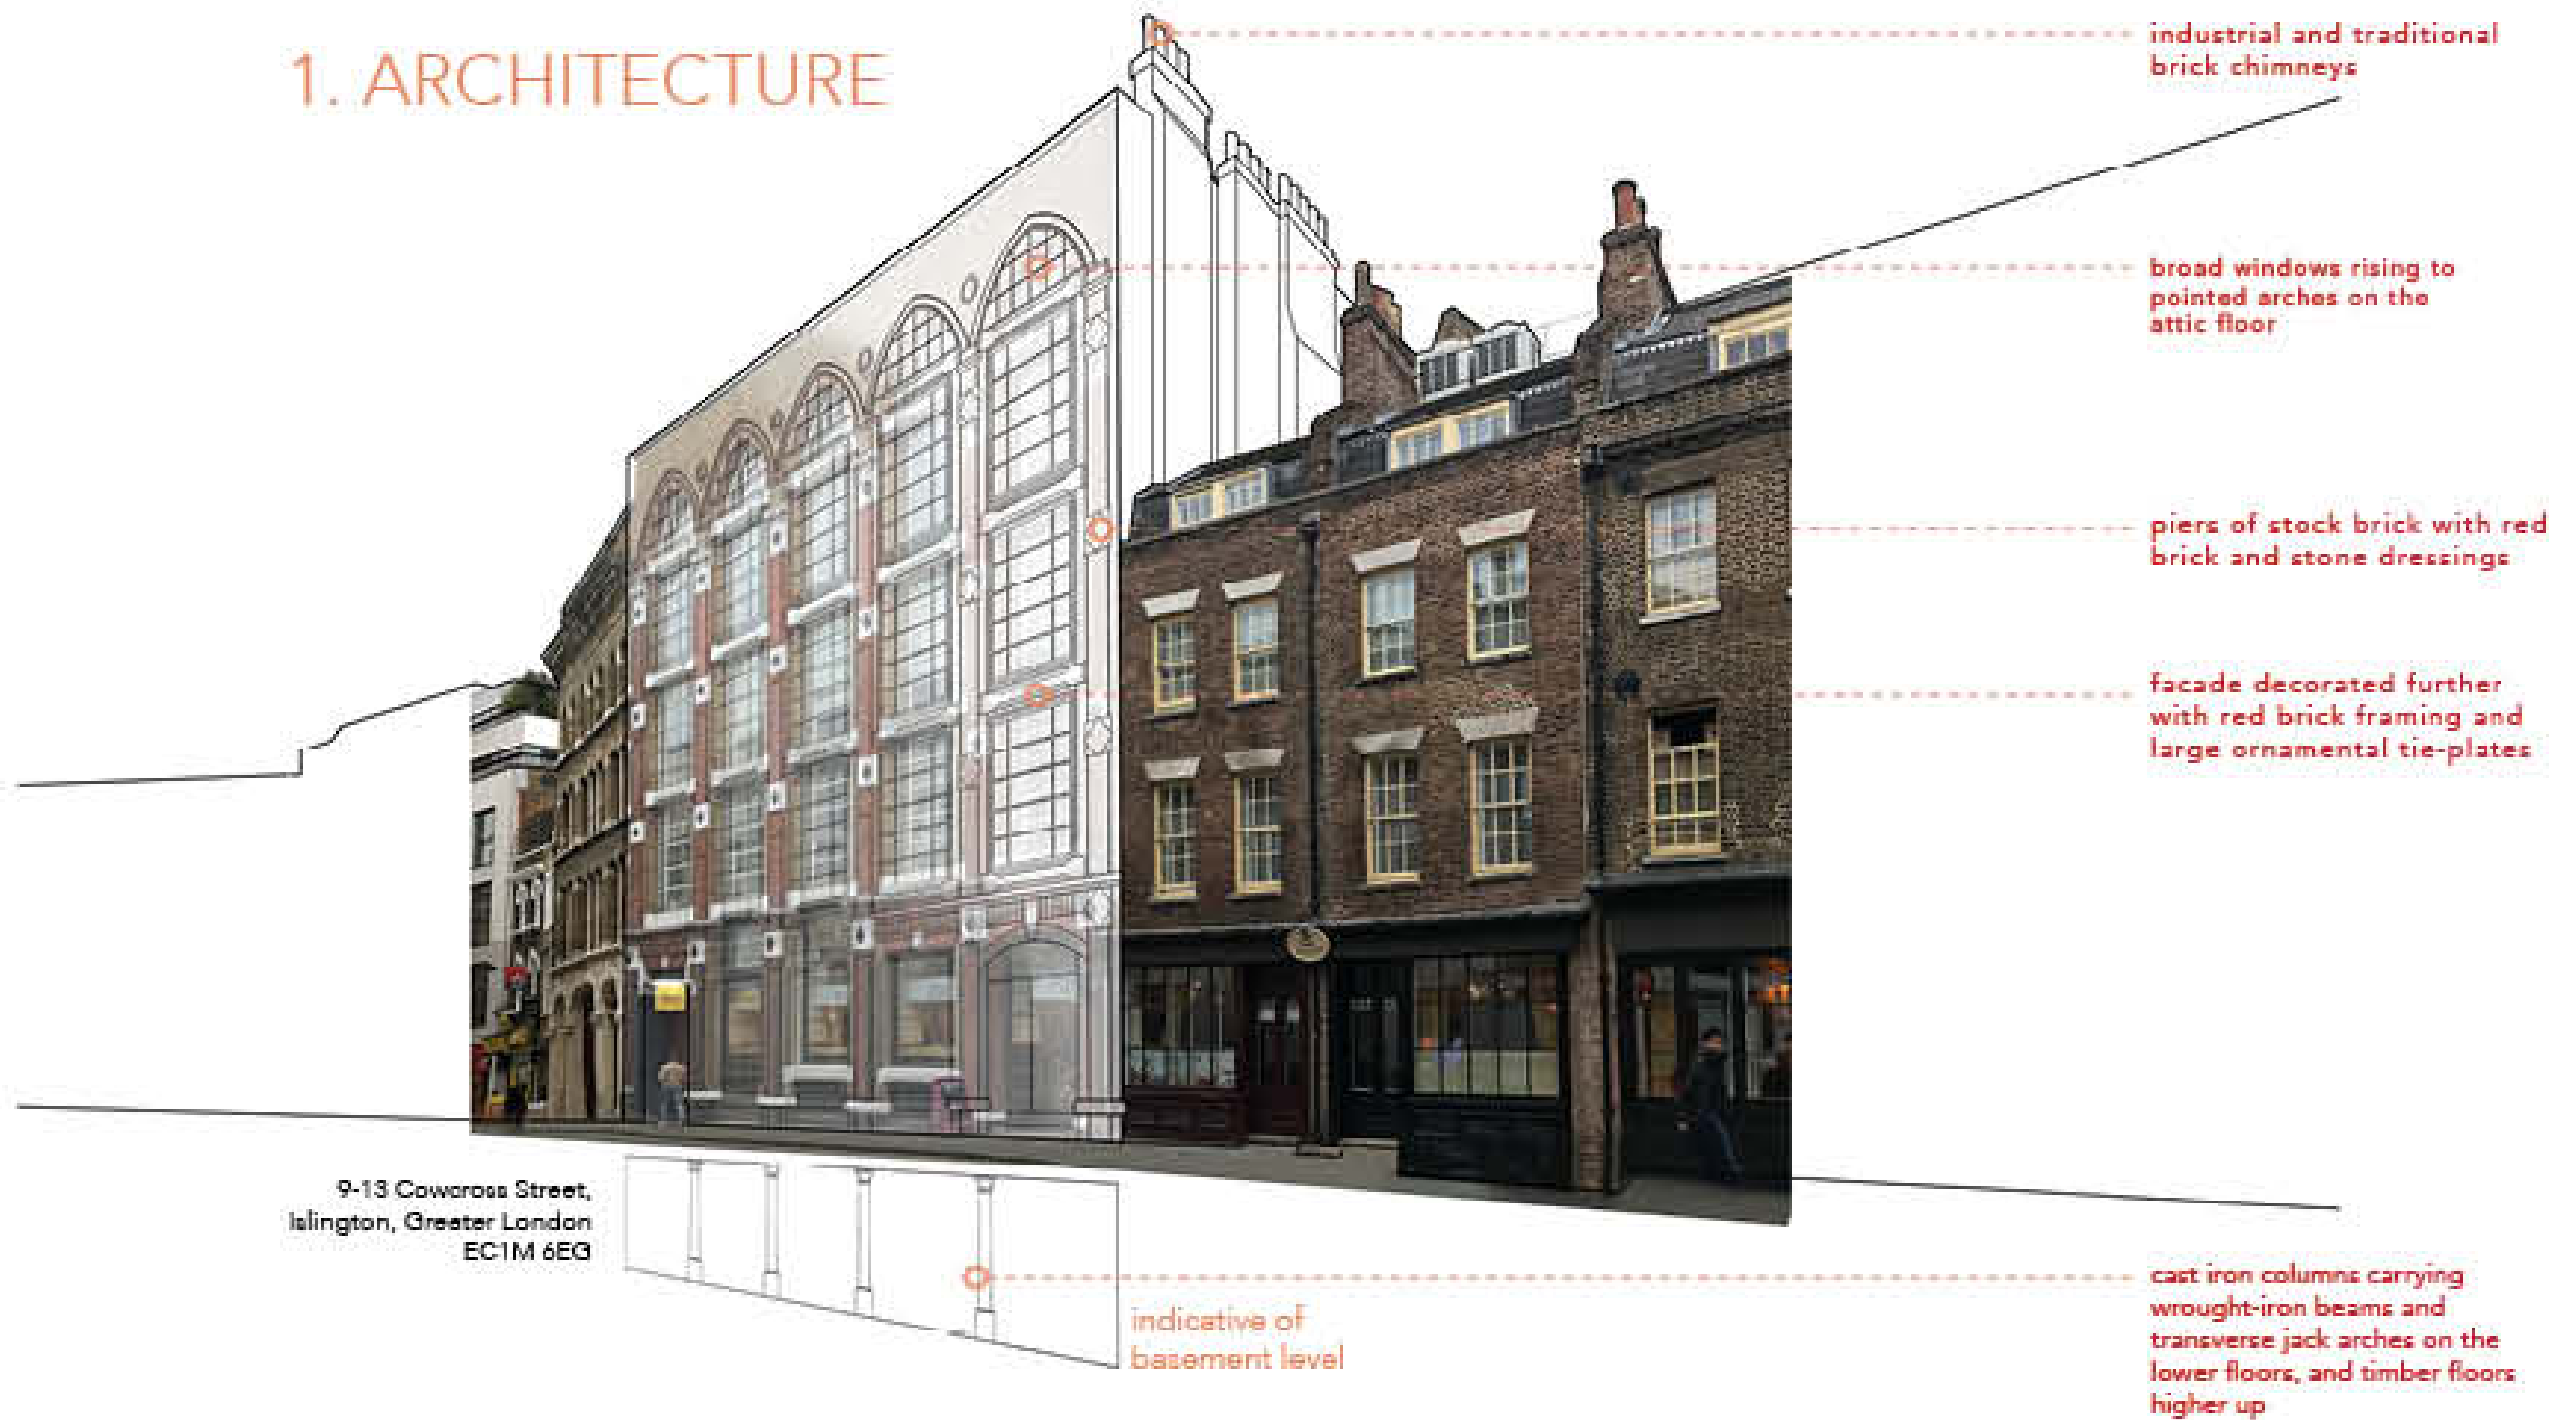 1. ARCHITECTURE
industrial and traditional
brick chimneys
broad windows rising to
pointed arches on the
attic floor
piers of stock brick with red
brick and stone dressings
facade decorated further
with red brick framing and
large ornamental tie-plates
9-13 Cowcross Street,
Islington, Greater London
EC1M 6EG
indicative of
basement level
cast iron columns carrying
wrought-iron beams and
transverse jack arches on the
lower floors, and timber floors
higher up